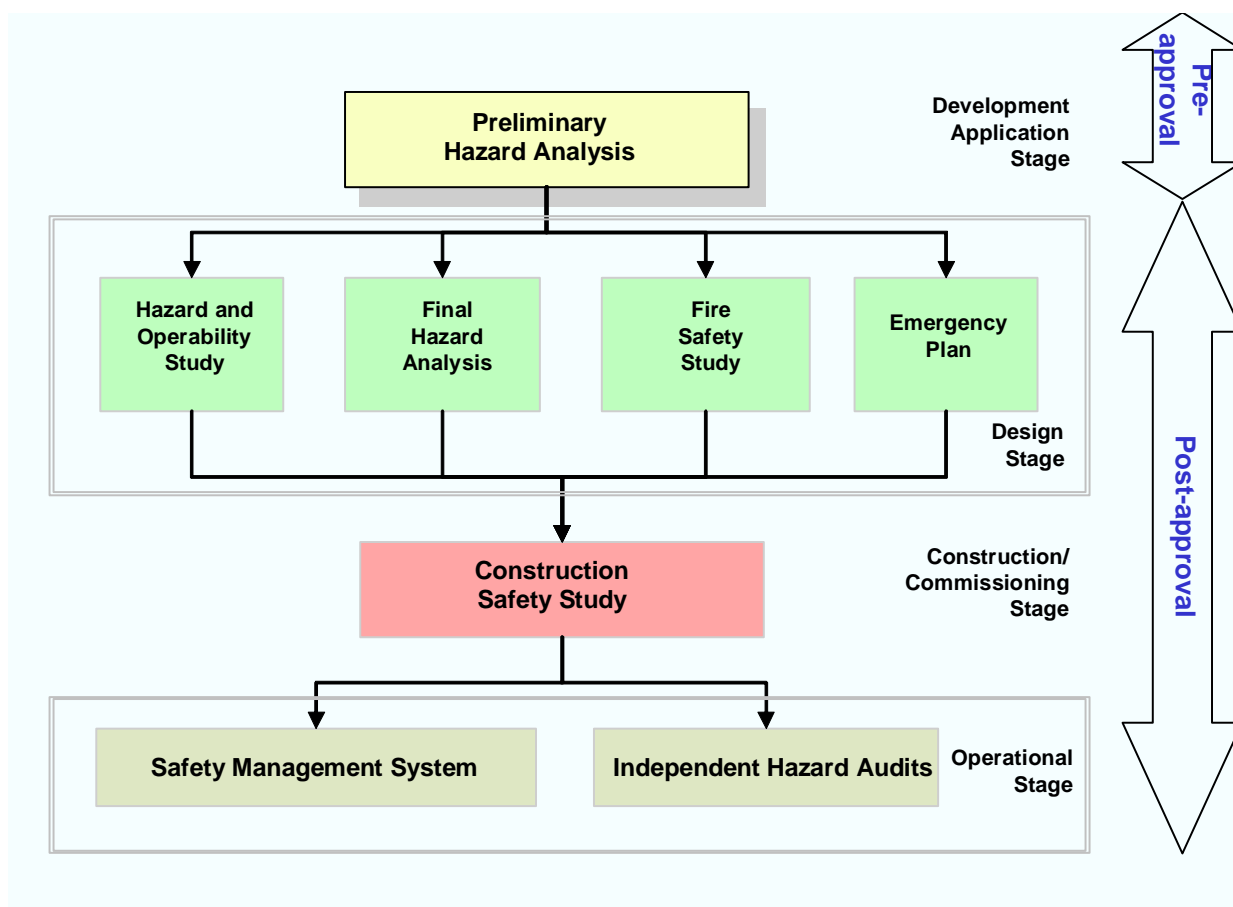 Pre-
approval
Development
Application
Stage
Preliminary
Hazard Analysis
Hazard and
Operability
Study
Final
Hazard
Analysis
Fire
Safety
Study
Emergency
Plan
Design
Stage
Post-approval
Construction
Safety Study
Construction/
Commissioning
Stage
Safety Management System
Independent Hazard Audits
Operational
Stage